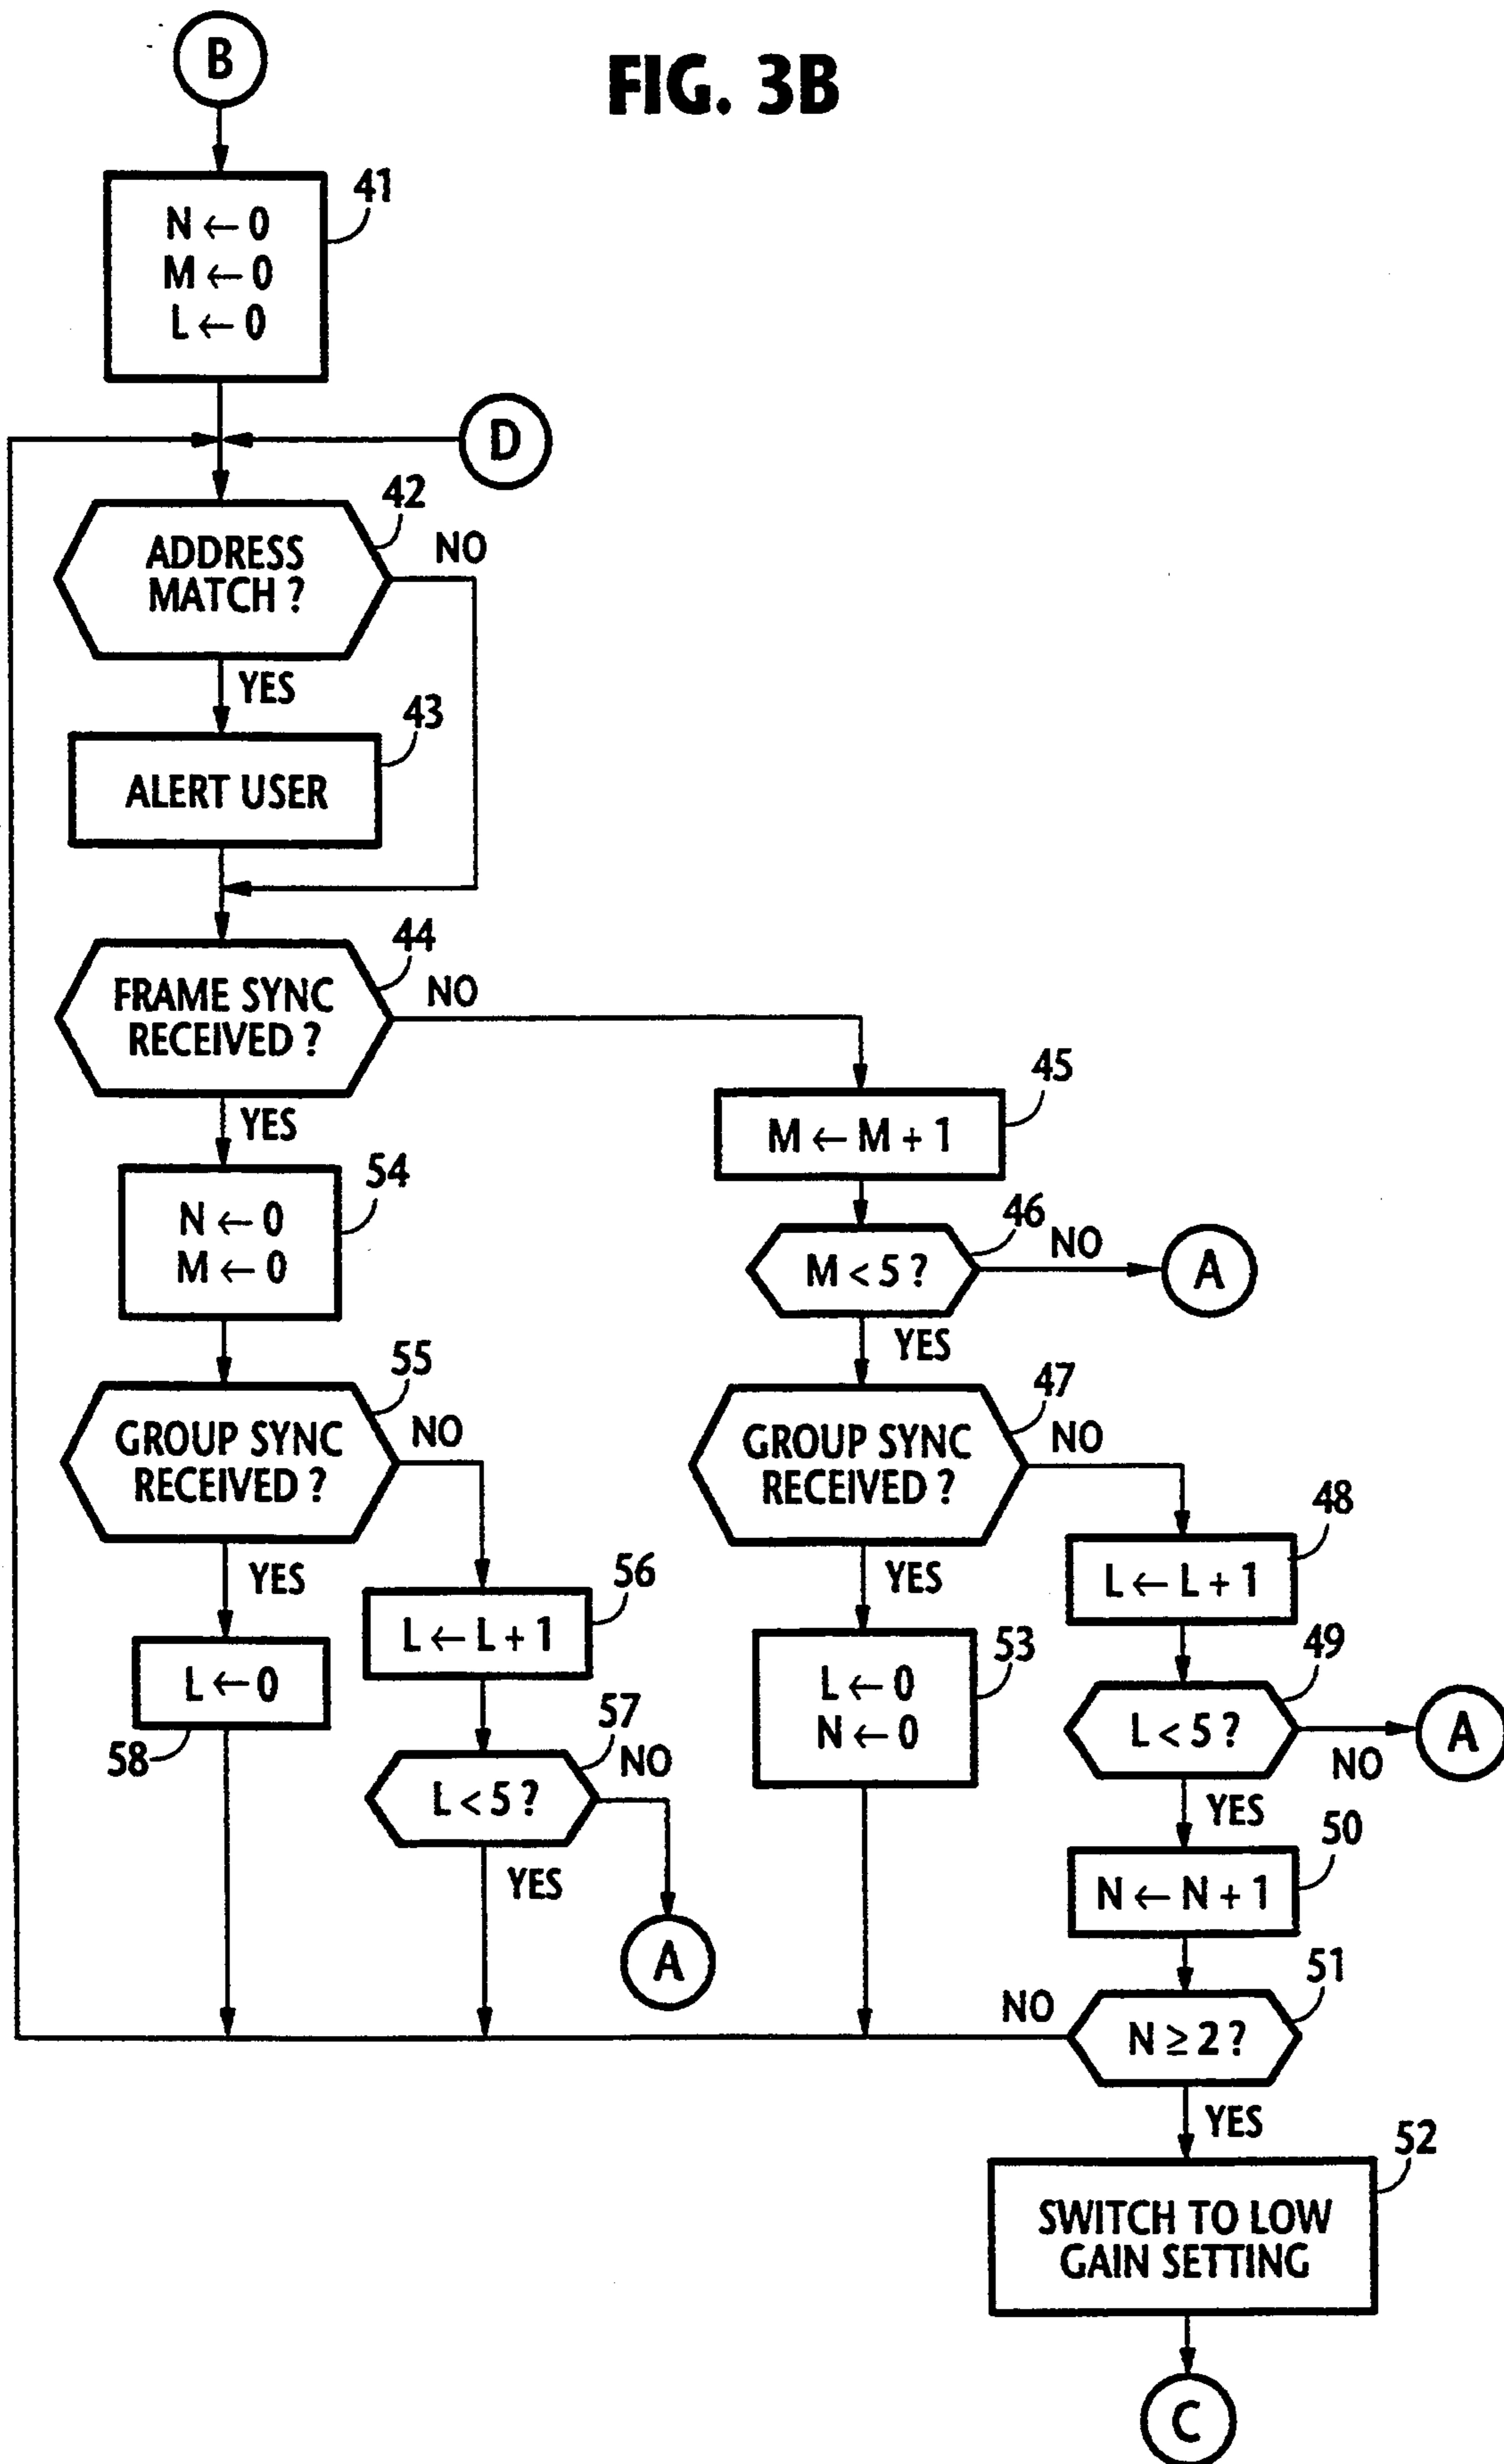 B
FIG. 3B
41
N ← 0
M ← 0
L ← 0
D
42
ADDRESS
MATCH ?
NO
YES
43
ALERT USER
44
FRAME SYNC
RECEIVED ?
NO
YES
45
M ← M + 1
54
N ← 0
M ← 0
46
M < 5 ?
NO
A
YES
55
GROUP SYNC
RECEIVED ?
NO
YES
47
GROUP SYNC
RECEIVED ?
NO
YES
48
L ← L + 1
56
L ← L + 1
58
L ← 0
53
L ← 0
N ← 0
49
L < 5 ?
NO
A
YES
57
L < 5 ?
NO
YES
A
50
N ← N + 1
51
N ≥ 2 ?
NO
YES
52
SWITCH TO LOW
GAIN SETTING
C